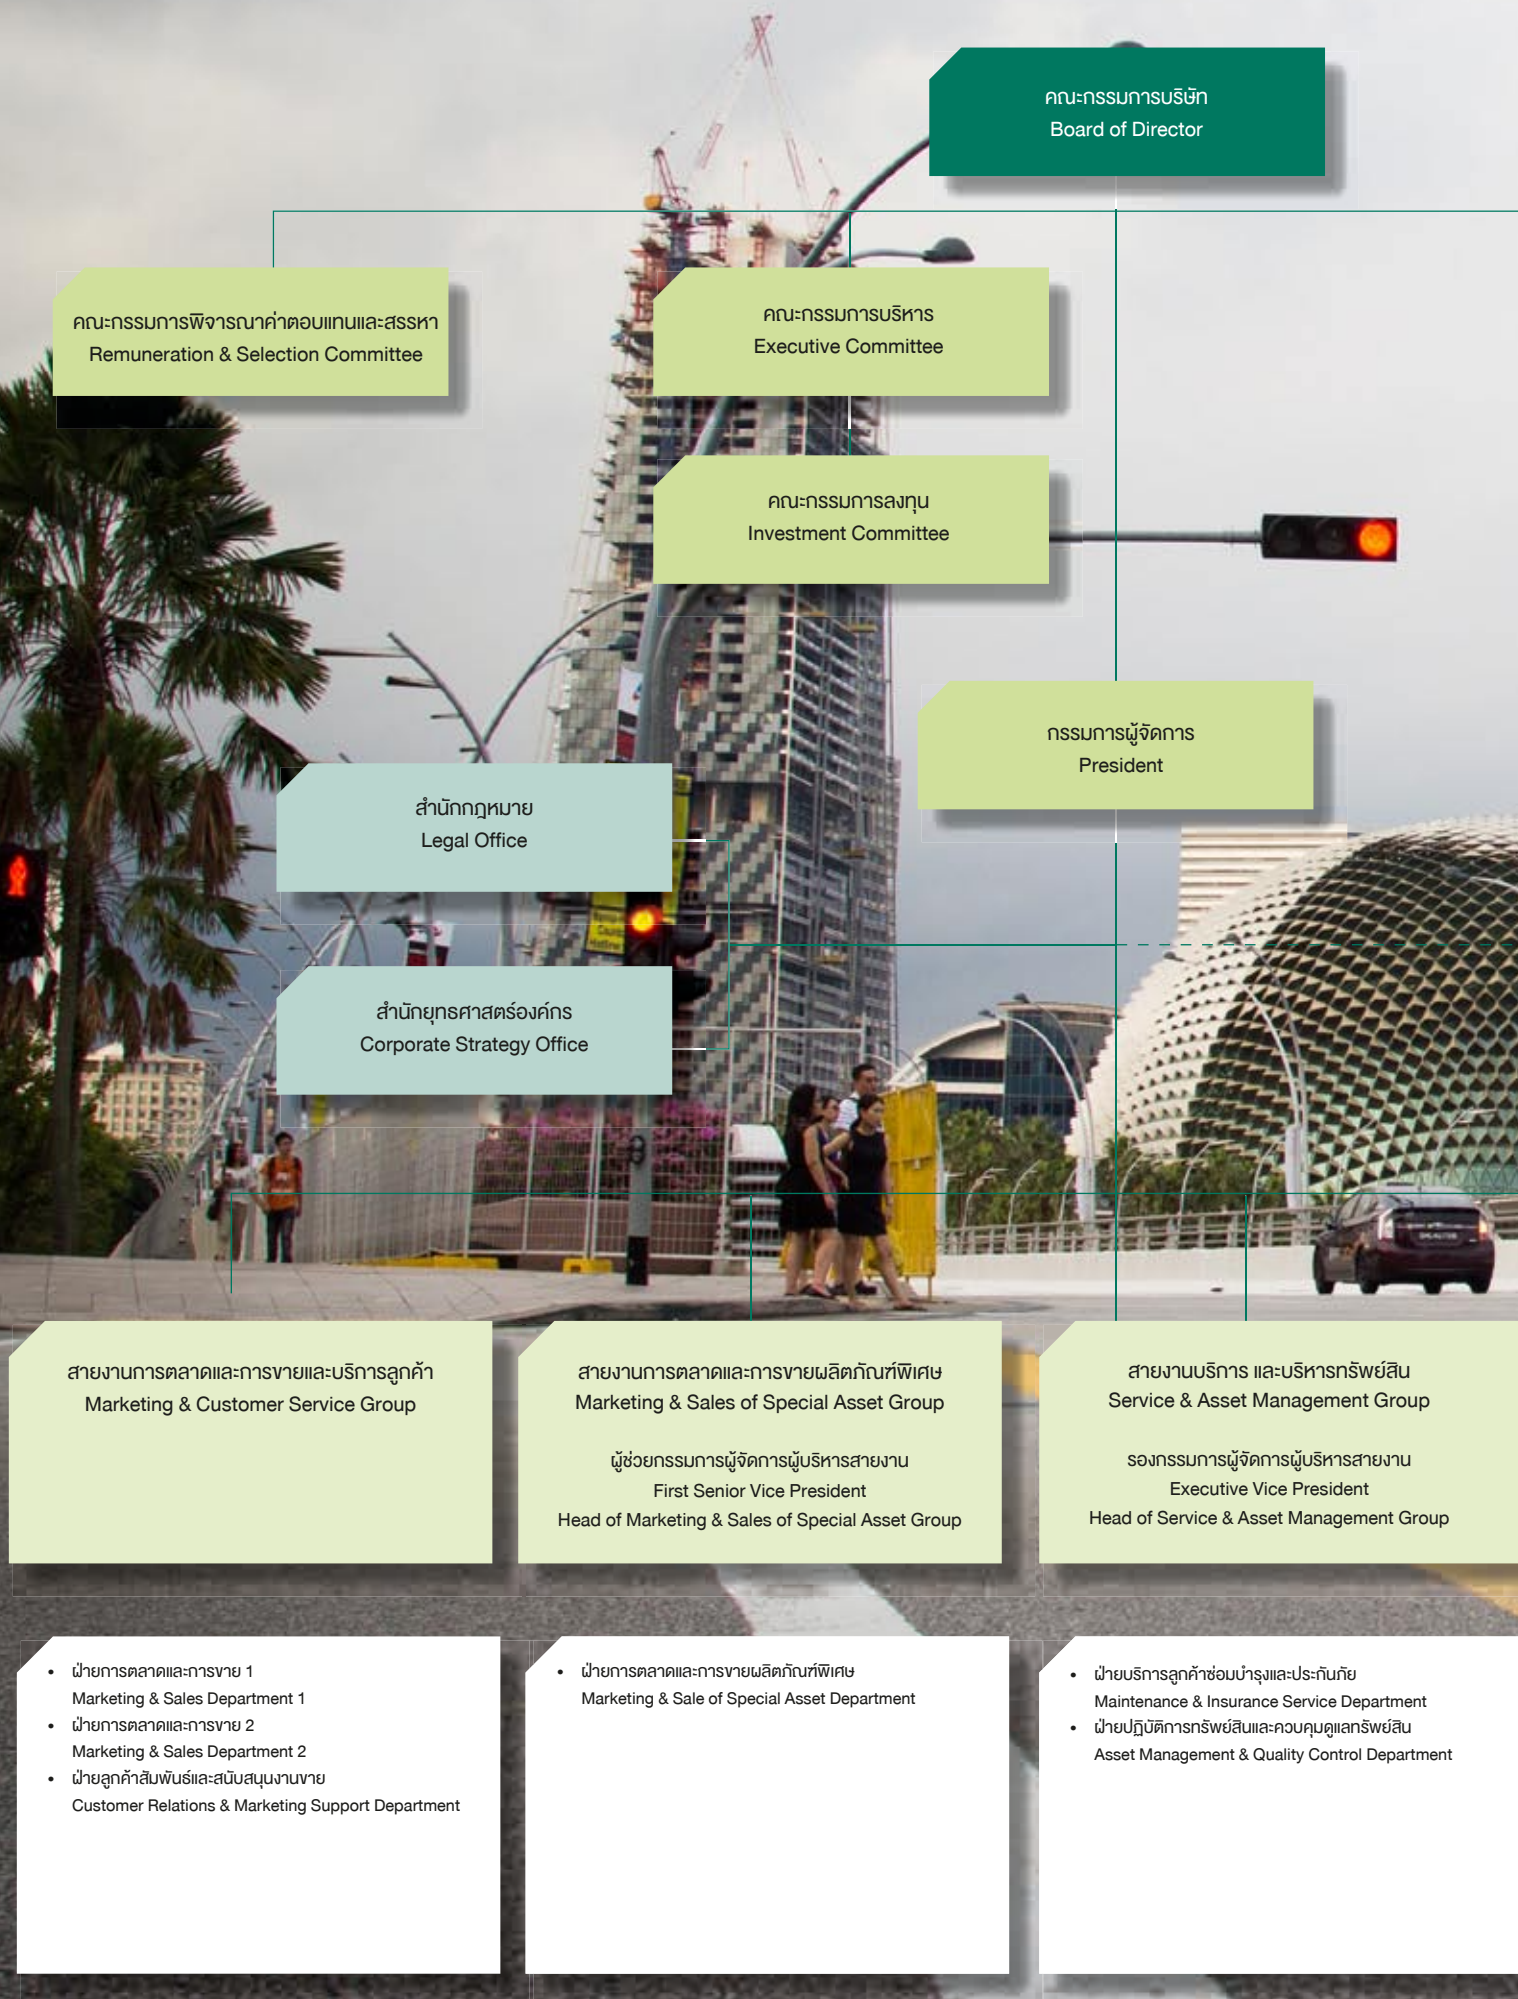 คณะกรรมการบริษัท
Board of Director
คณะกรรมการพิจารณาค่าตอบแทนและสรรหา
Remuneration & Selection Committee
คณะกรรมการบริหาร
Executive Committee
คณะกรรมการลงทุน
Investment Committee
กรรมการผู้จัดการ
President
สำนักกฎหมาย
Legal Office
สำนักยุทธศาสตร์องค์กร
Corporate Strategy Office
สายงานการตลาดและการขายและบริการลูกค้า
Marketing & Customer Service Group
สายงานการตลาดและการขายผลิตภัณฑ์พิเศษ
Marketing & Sales of Special Asset Group
ผู้ช่วยกรรมการผู้จัดการผู้บริหารสายงาน
First Senior Vice President
Head of Marketing & Sales of Special Asset Group
สายงานบริการ และบริหารทรัพย์สิน
Service & Asset Management Group
รองกรรมการผู้จัดการผู้บริหารสายงาน
Executive Vice President
Head of Service & Asset Management Group
• ฝ่ายการตลาดและการขาย 1
Marketing & Sales Department 1
• ฝ่ายการตลาดและการขาย 2
Marketing & Sales Department 2
• ฝ่ายลูกค้าสัมพันธ์และสนับสนุนงานขาย
Customer Relations & Marketing Support Department
• ฝ่ายการตลาดและการขายผลิตภัณฑ์พิเศษ
Marketing & Sale of Special Asset Department
• ฝ่ายบริการลูกค้าซ่อมบำรุงและประกันภัย
Maintenance & Insurance Service Department
• ฝ่ายปฏิบัติการทรัพย์สินและควบคุมดูแลทรัพย์สิน
Asset Management & Quality Control Department